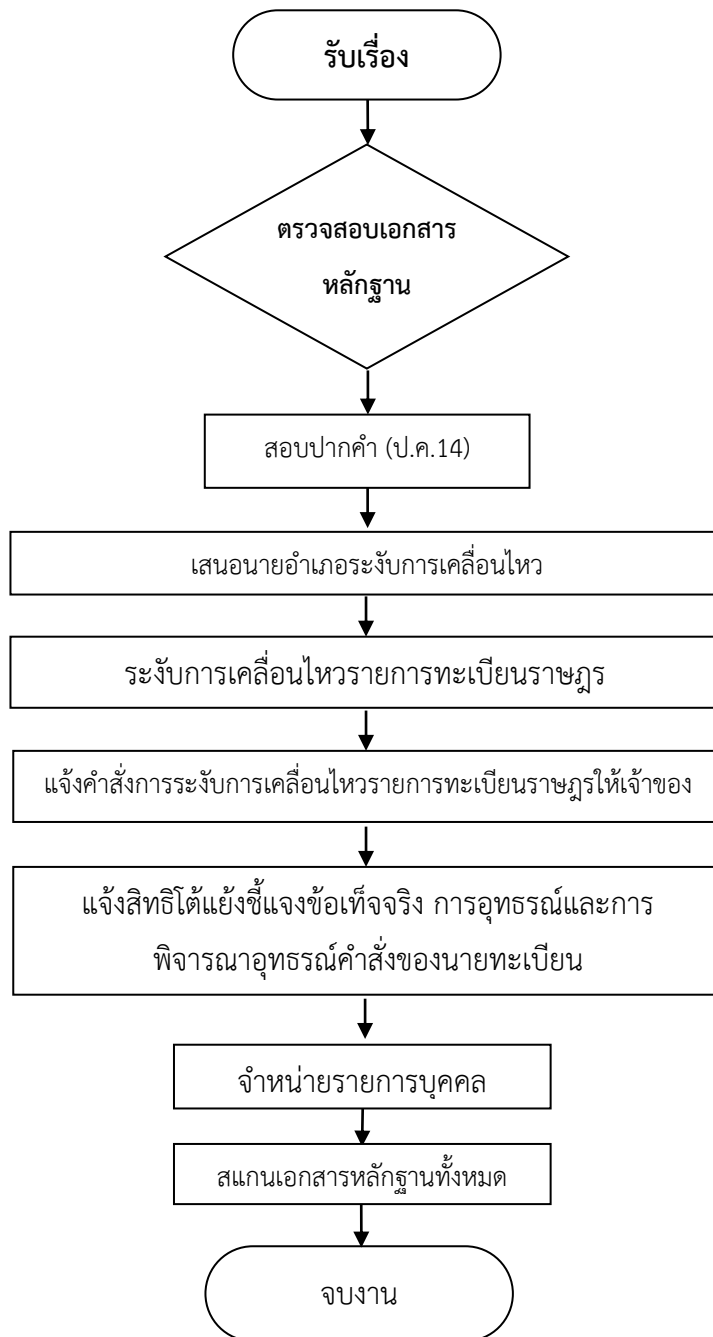 รับเรื่อง
ตรวจสอบเอกสาร
หลักฐาน
สอบปากคำ (ป.ค.14)
เสนอนายอำเภอระงับการเคลื่อนไหว
ระงับการเคลื่อนไหวรายการทะเบียนราษฎร
แจ้งคำสั่งการระงับการเคลื่อนไหวรายการทะเบียนราษฎรให้เจ้าของ
แจ้งสิทธิโต้แย้งชี้แจงข้อเท็จจริง การอุทธรณ์และการ
พิจารณาอุทธรณ์คำสั่งของนายทะเบียน
จำหน่ายรายการบุคคล
สแกนเอกสารหลักฐานทั้งหมด
จบงาน